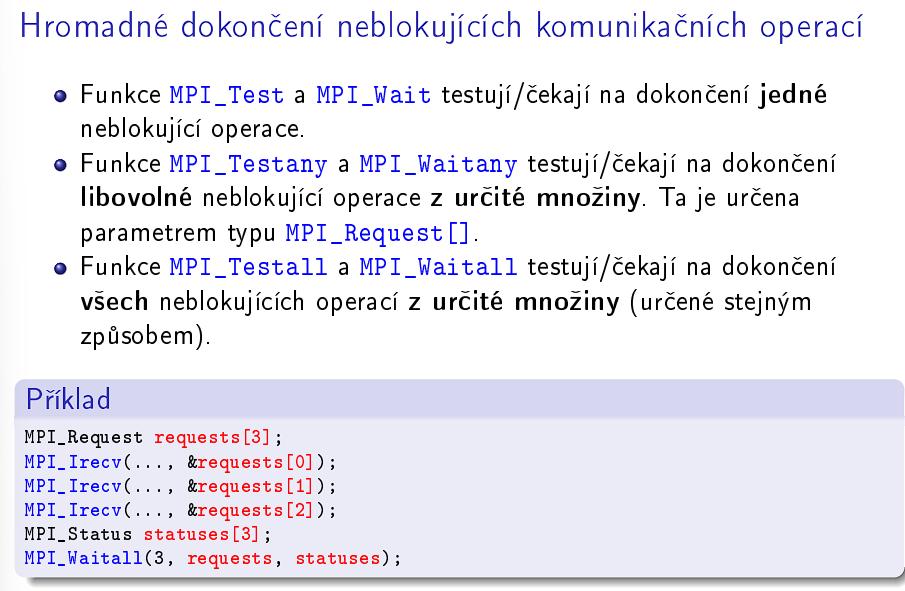 Hromadné dokončení neblokujících komunikačních operací
Funkce MPI_Test a MPI_Wait testují/čekají na dokončení jedné
neblokující operace.
Funkce MPI_Testany a MPI_Waitany testují/čekají na dokončení
libovolné neblokující operace z určité množiny. Ta je určena
parametrem typu MPI_Request[].
Funkce MPI_Testall a MPI_Waitall testují/čekají na dokončení
všech neblokujících operací z určité množiny (určené stejným
způsobem).
Příklad
MPI_Request requests[3];
MPI_Irecv(..., &requests[0]);
MPI_Irecv(..., &requests[1]);
MPI_Irecv(..., &requests[2]);
MPI_Status statuses[3];
MPI_Waitall(3, requests, statuses);